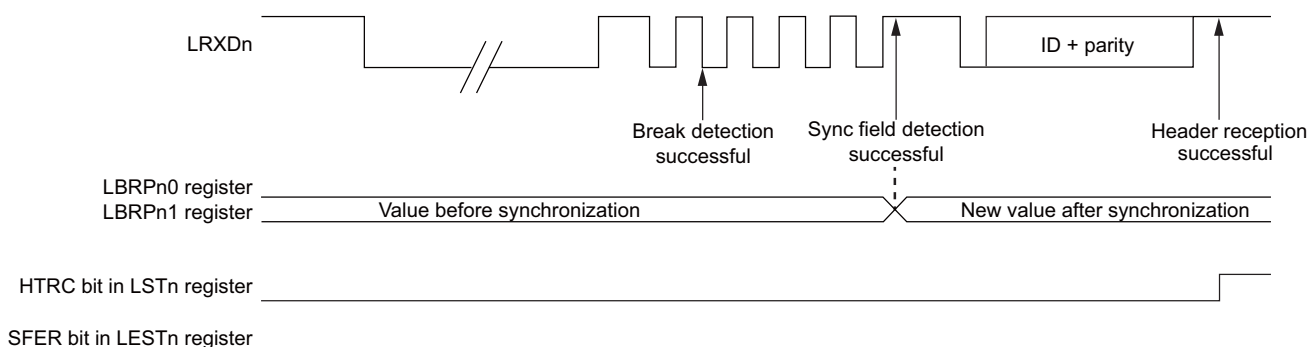 LRXDn
ID + parity
Break detection
successful
Sync field detection
successful
Header reception
successful
LBRPn0 register
LBRPn1 register
Value before synchronization
New value after synchronization
HTRC bit in LSTn register
SFER bit in LESTn register